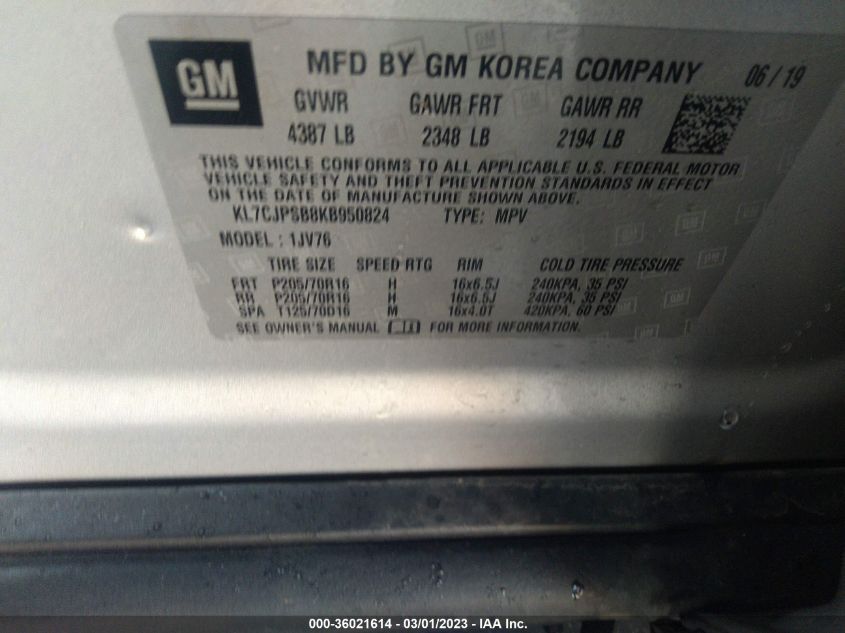 GM
MFD BY GM KOREA COMPANY 06/19
GVWR GAWR FRT GAWR RR
4387 LB 2348 LB 2194 LB
THIS VEHICLE CONFORMS TO ALL APPLICABLE U.S. FEDERAL MOTOR
VEHICLE SAFETY AND THEFT PREVENTION STANDARDS IN EFFECT
ON THE DATE OF MANUFACTURE SHOWN ABOVE.
KL7CJPSB8KB950824 TYPE: MPV
MODEL: 1JV76
TIRE SIZE SPEED RTG RIM COLD TIRE PRESSURE
FRT P205/70R16 H 16x6.5J 240KPA, 35 PSI
RR P205/70R16 H 16x6.5J 240KPA, 35 PSI
SPA T125/70D16 M 16x4.0T 420KPA, 60 PSI
SEE OWNER'S MANUAL FOR MORE INFORMATION.
000-36021614 - 03/01/2023 - IAA Inc.